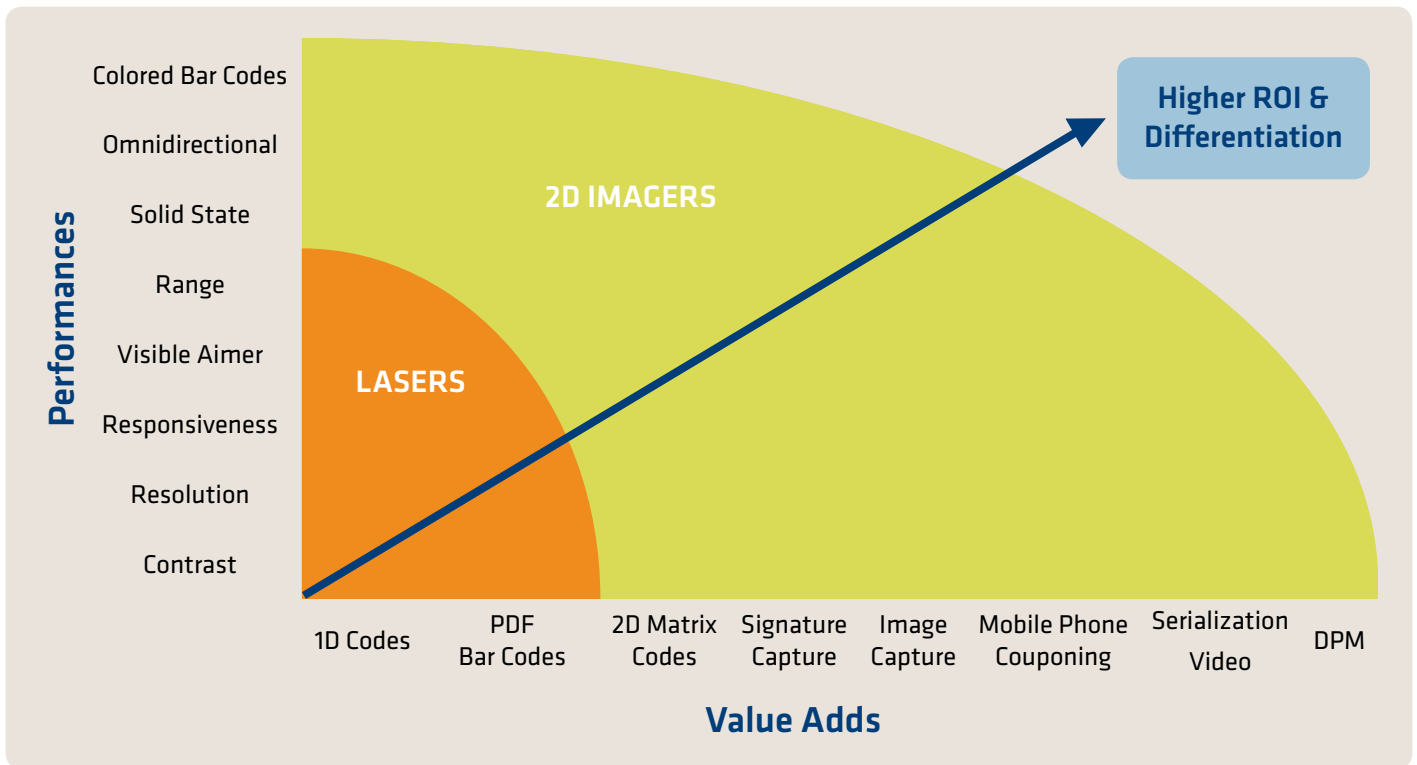 Performances
Colored Bar Codes
Omnidirectional
Solid State
Range
Visible Aimer
Responsiveness
Resolution
Contrast
2D IMAGERS
LASERS
Higher ROI &
Differentiation
1D Codes
PDF
Bar Codes
2D Matrix
Codes
Signature
Capture
Image
Capture
Mobile Phone
Couponing
Serialization
Video
DPM
Value Adds